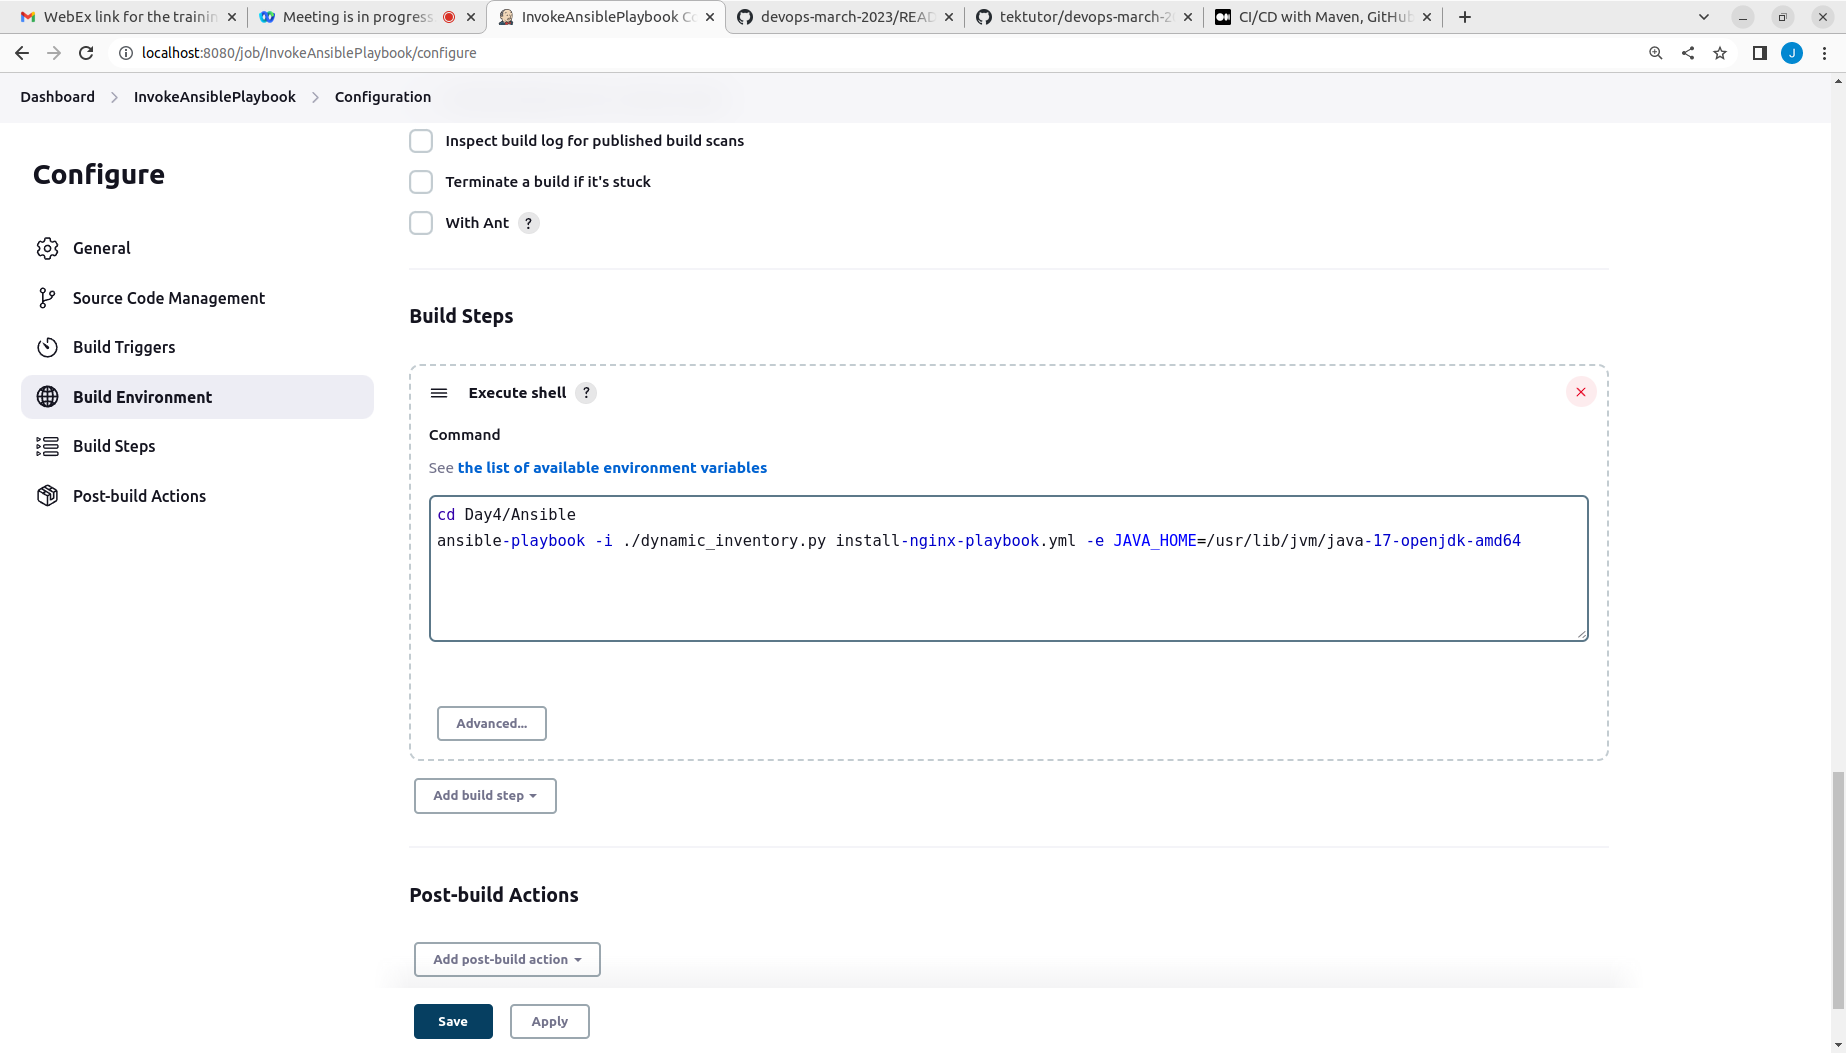 WebEx link for the trainin
Meeting is in progress
InvokeAnsiblePlaybook Co
devops-march-2023/READ
tektutor/devops-march-2
CI/CD with Maven, GitHub
localhost:8080/job/InvokeAnsiblePlaybook/configure
J
Dashboard
InvokeAnsiblePlaybook
Configuration
Configure
General
Source Code Management
Build Triggers
Build Environment
Build Steps
Post-build Actions
Inspect build log for published build scans
Terminate a build if it's stuck
With Ant ?
Build Steps
Execute shell ?
Command
See the list of available environment variables
cd Day4/Ansible
ansible-playbook -i ./dynamic_inventory.py install-nginx-playbook.yml -e JAVA_HOME=/usr/lib/jvm/java-17-openjdk-amd64
Advanced...
Add build step
Post-build Actions
Add post-build action
Save
Apply